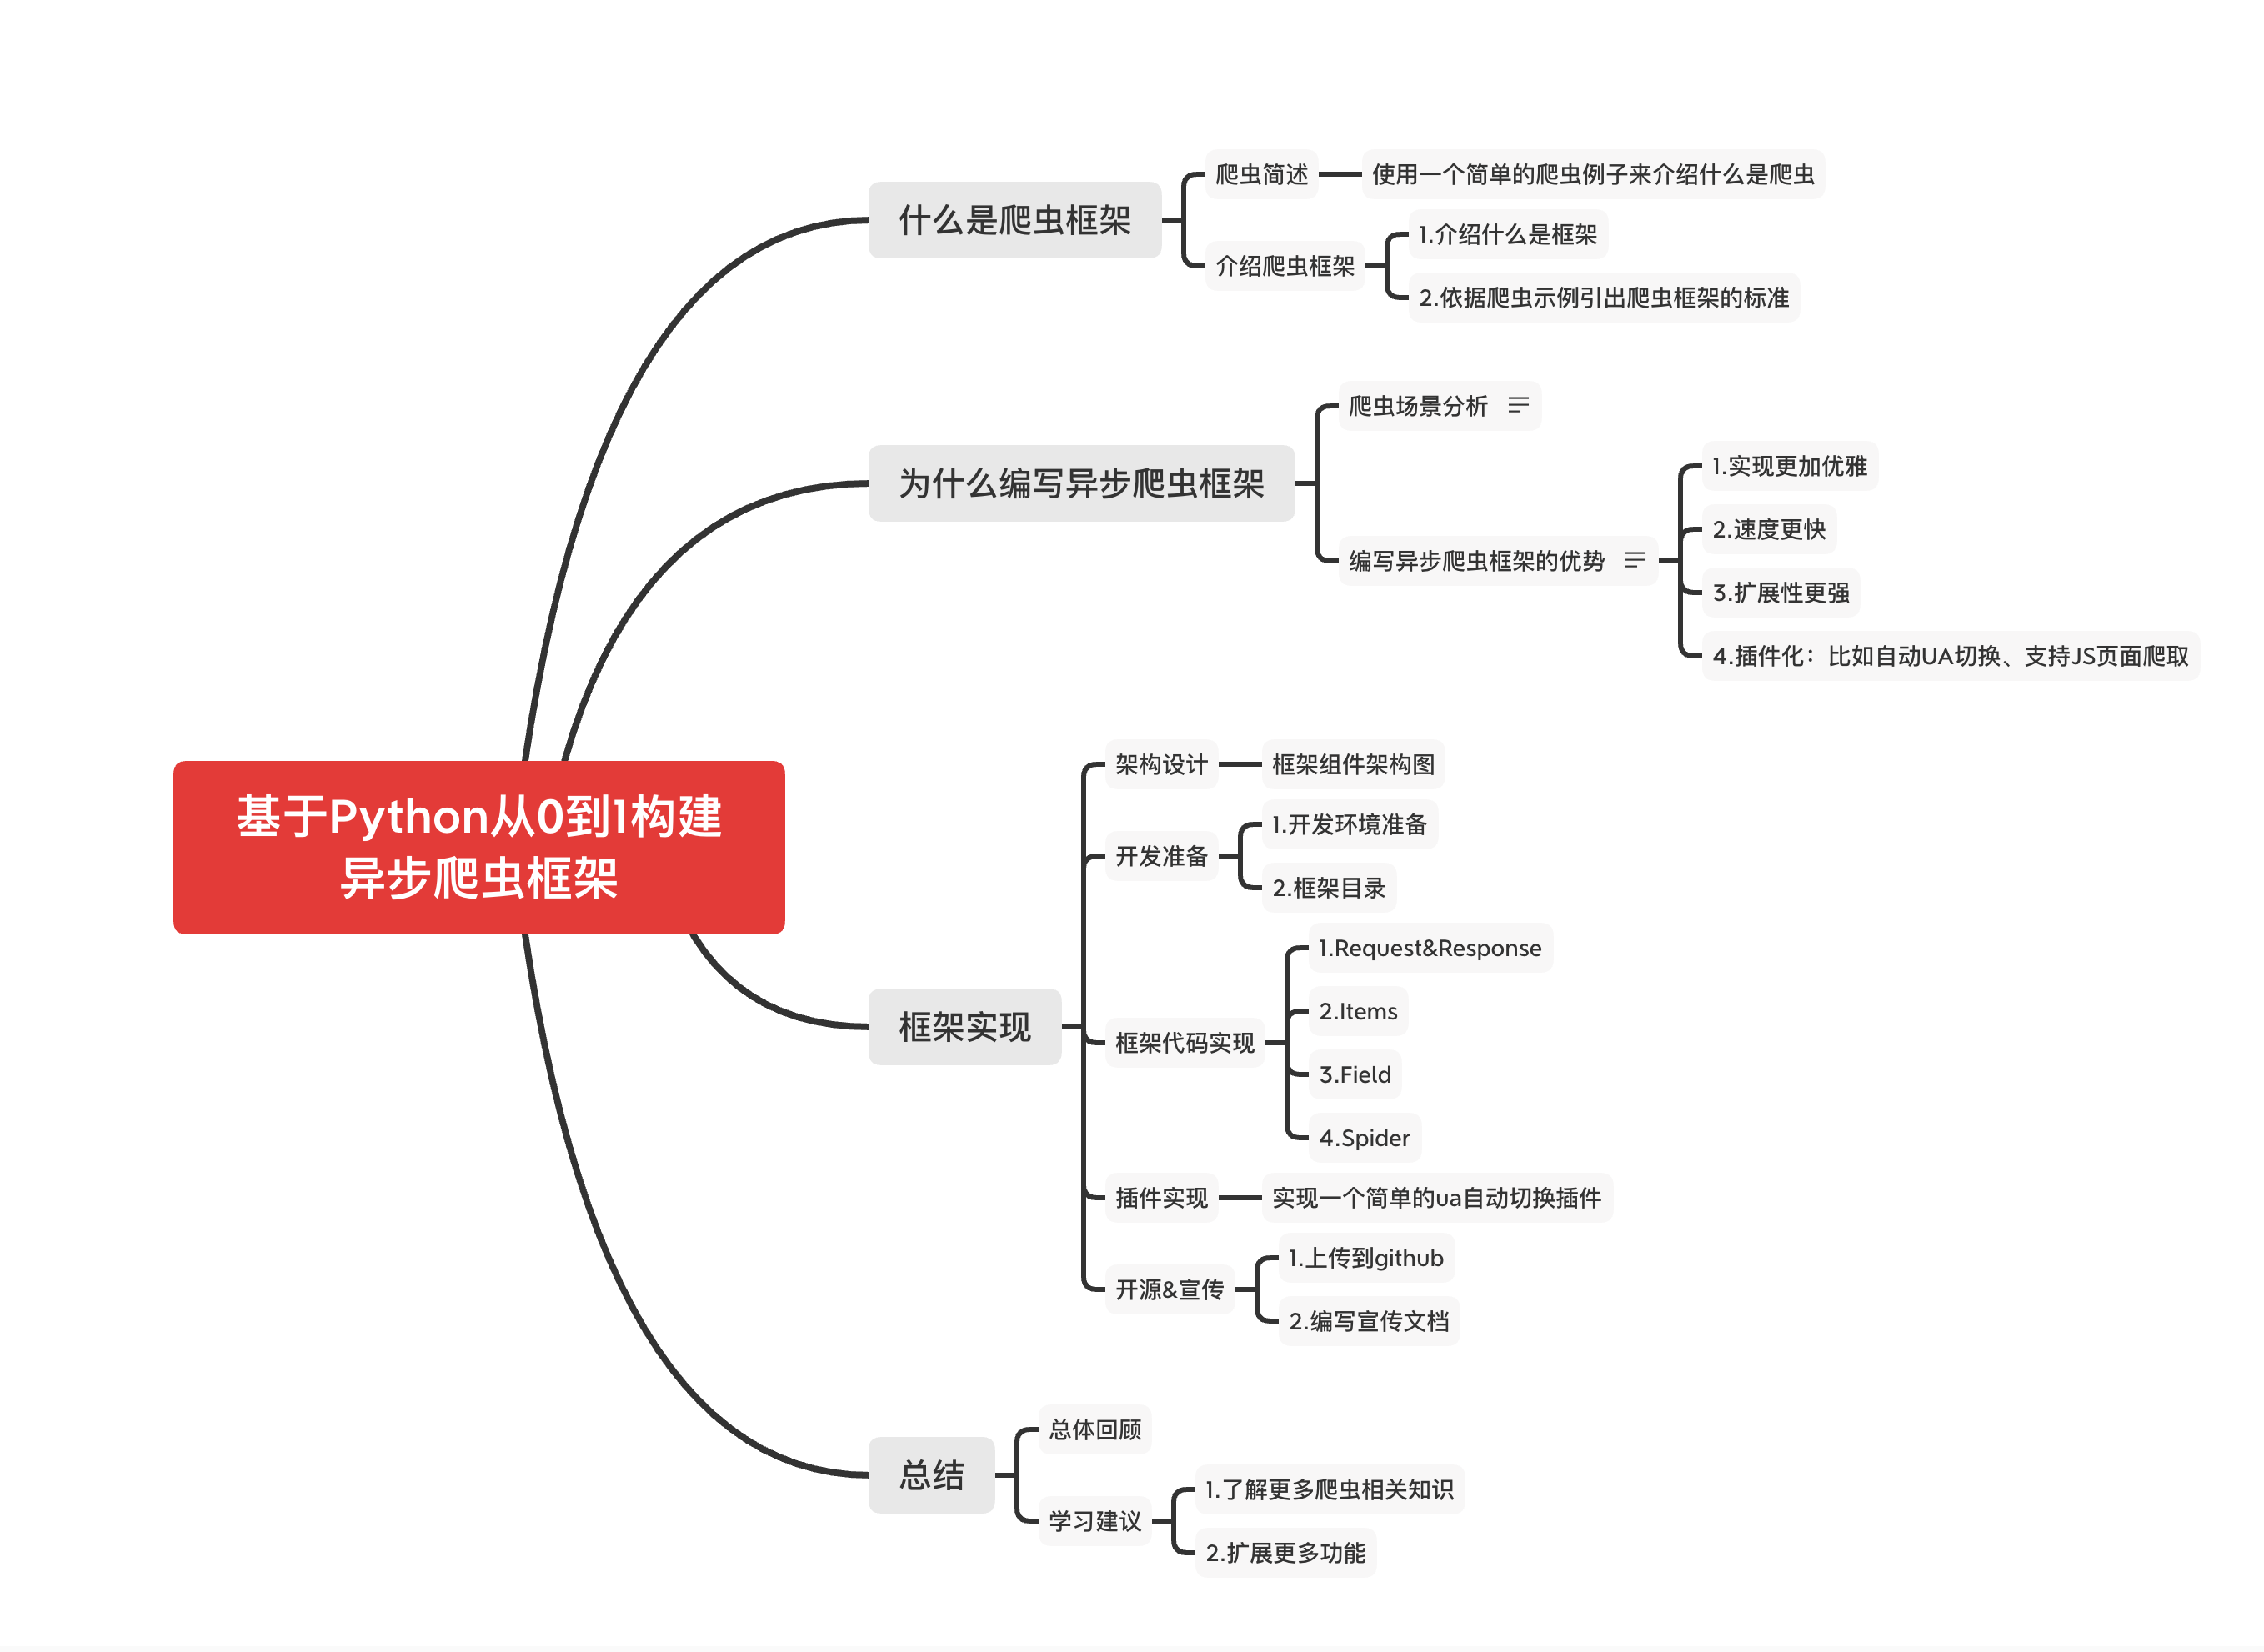 基于Python从0到1构建
异步爬虫框架
什么是爬虫框架
爬虫简述
使用一个简单的爬虫例子来介绍什么是爬虫
介绍爬虫框架
1.介绍什么是框架
2.依据爬虫示例引出爬虫框架的标准
为什么编写异步爬虫框架
爬虫场景分析
编写异步爬虫框架的优势
1.实现更加优雅
2.速度更快
3.扩展性更强
4.插件化：比如自动UA切换、支持JS页面爬取
框架实现
架构设计
框架组件架构图
开发准备
1.开发环境准备
2.框架目录
框架代码实现
1.Request&Response
2.Items
3.Field
4.Spider
插件实现
实现一个简单的ua自动切换插件
开源&宣传
1.上传到github
2.编写宣传文档
总结
总体回顾
学习建议
1.了解更多爬虫相关知识
2.扩展更多功能